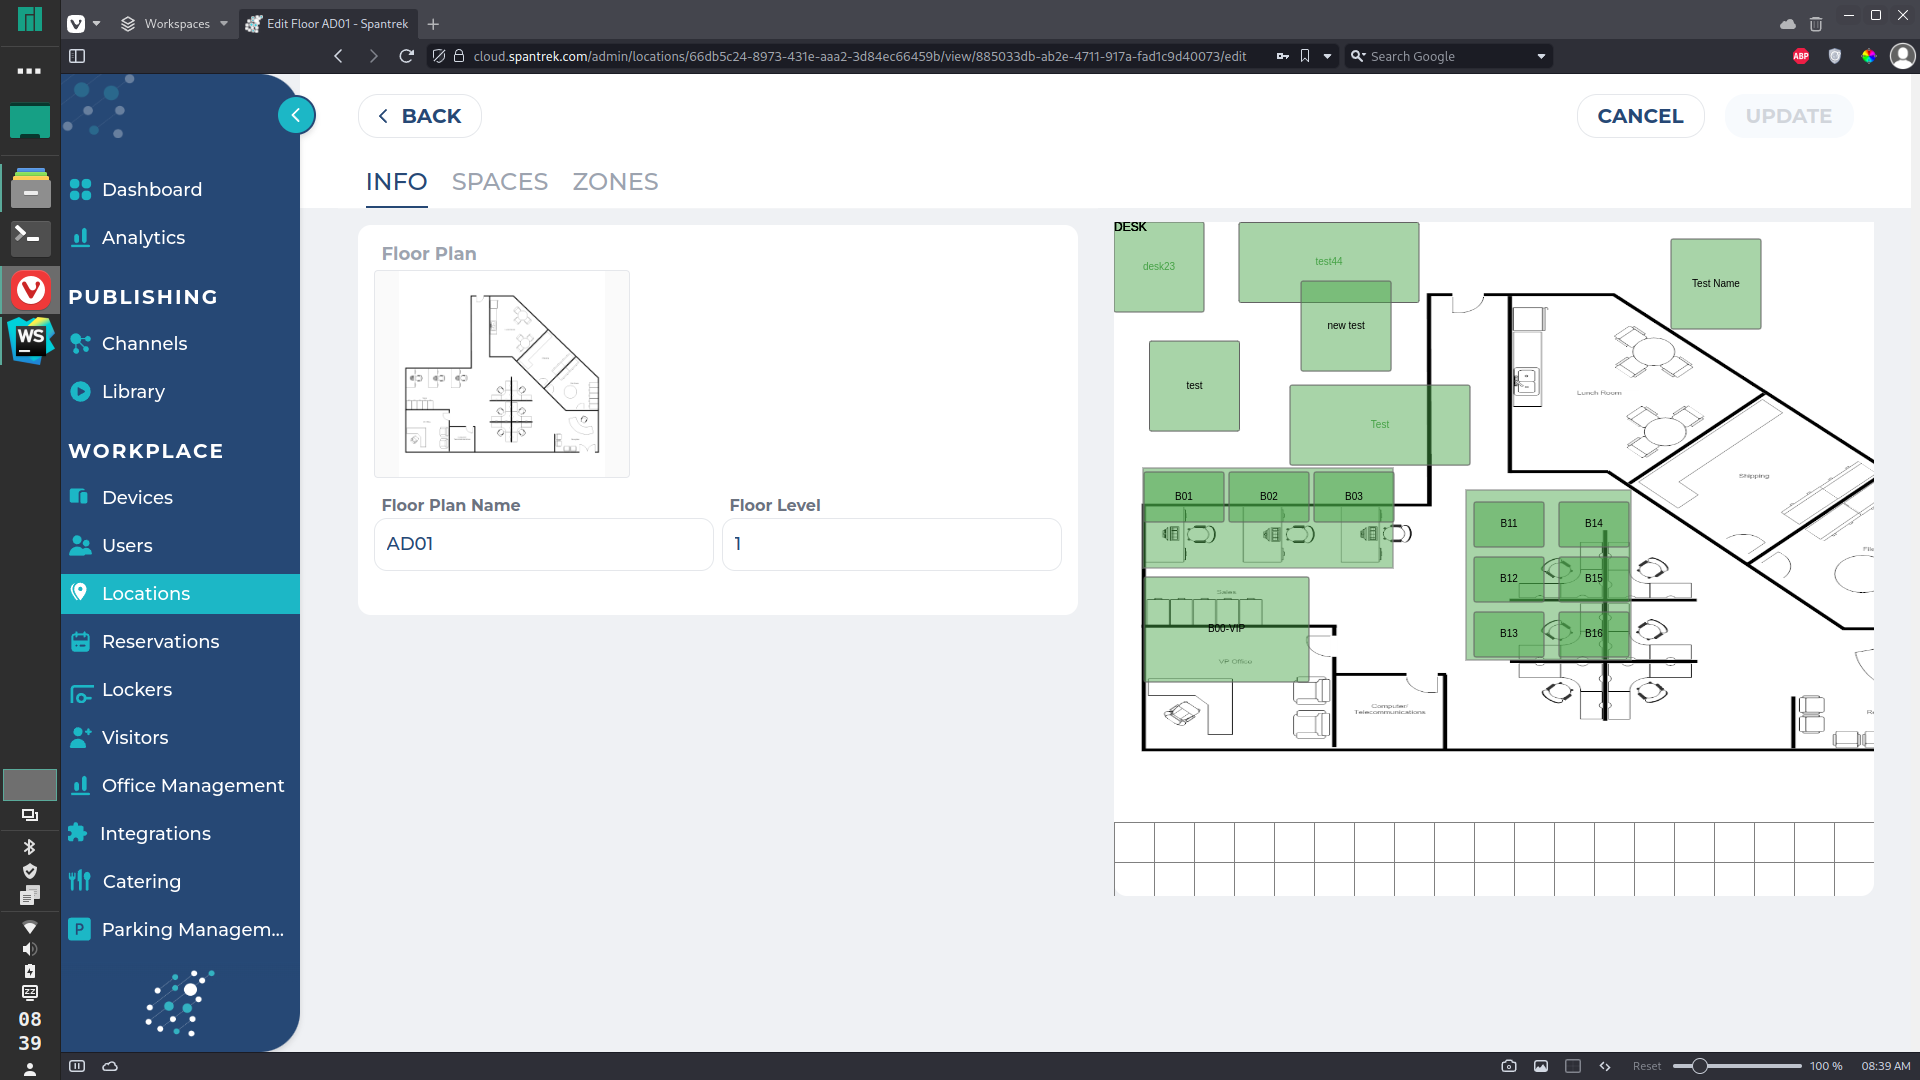 Workspaces
Edit Floor AD01 - Spantrek
cloud.spantrek.com/admin/locations/66db5c24-8973-431e-aaa2-3d84ec66459b/view/885033db-ab2e-4711-917a-fad1c9d40073/edit
Search Google
ABP
BACK
CANCEL
UPDATE
INFO
SPACES
ZONES
Dashboard
Analytics
PUBLISHING
Channels
Library
WORKPLACE
Devices
Users
Locations
Reservations
Lockers
Visitors
Office Management
Integrations
Catering
P
Parking Managem...
WS
08
39
Floor Plan
Floor Plan Name
Floor Level
AD01
1
DESK
desk23
test44
Test Name
new test
test
Test
Lunch Room
Shipping
B01
B02
B03
B11
B14
B12
B15
B13
B16
Sales
B00-VIP
VP Office
Computer/
Telecommunications
Reset
100 %
08:39 AM